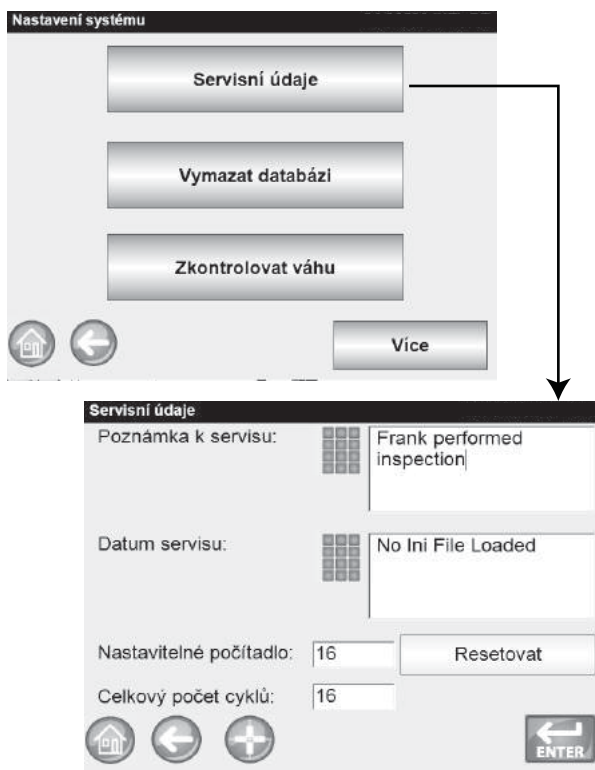 Nastavení systému
Servisní údaje
Vymazat databázi
Zkontrolovat váhu
Více
Servisní údaje
Poznámka k servisu:
Frank performed
inspection
Datum servisu:
No Ini File Loaded
Nastavitelné počítadlo:
16
Resetovat
Celkový počet cyklů:
16
ENTER